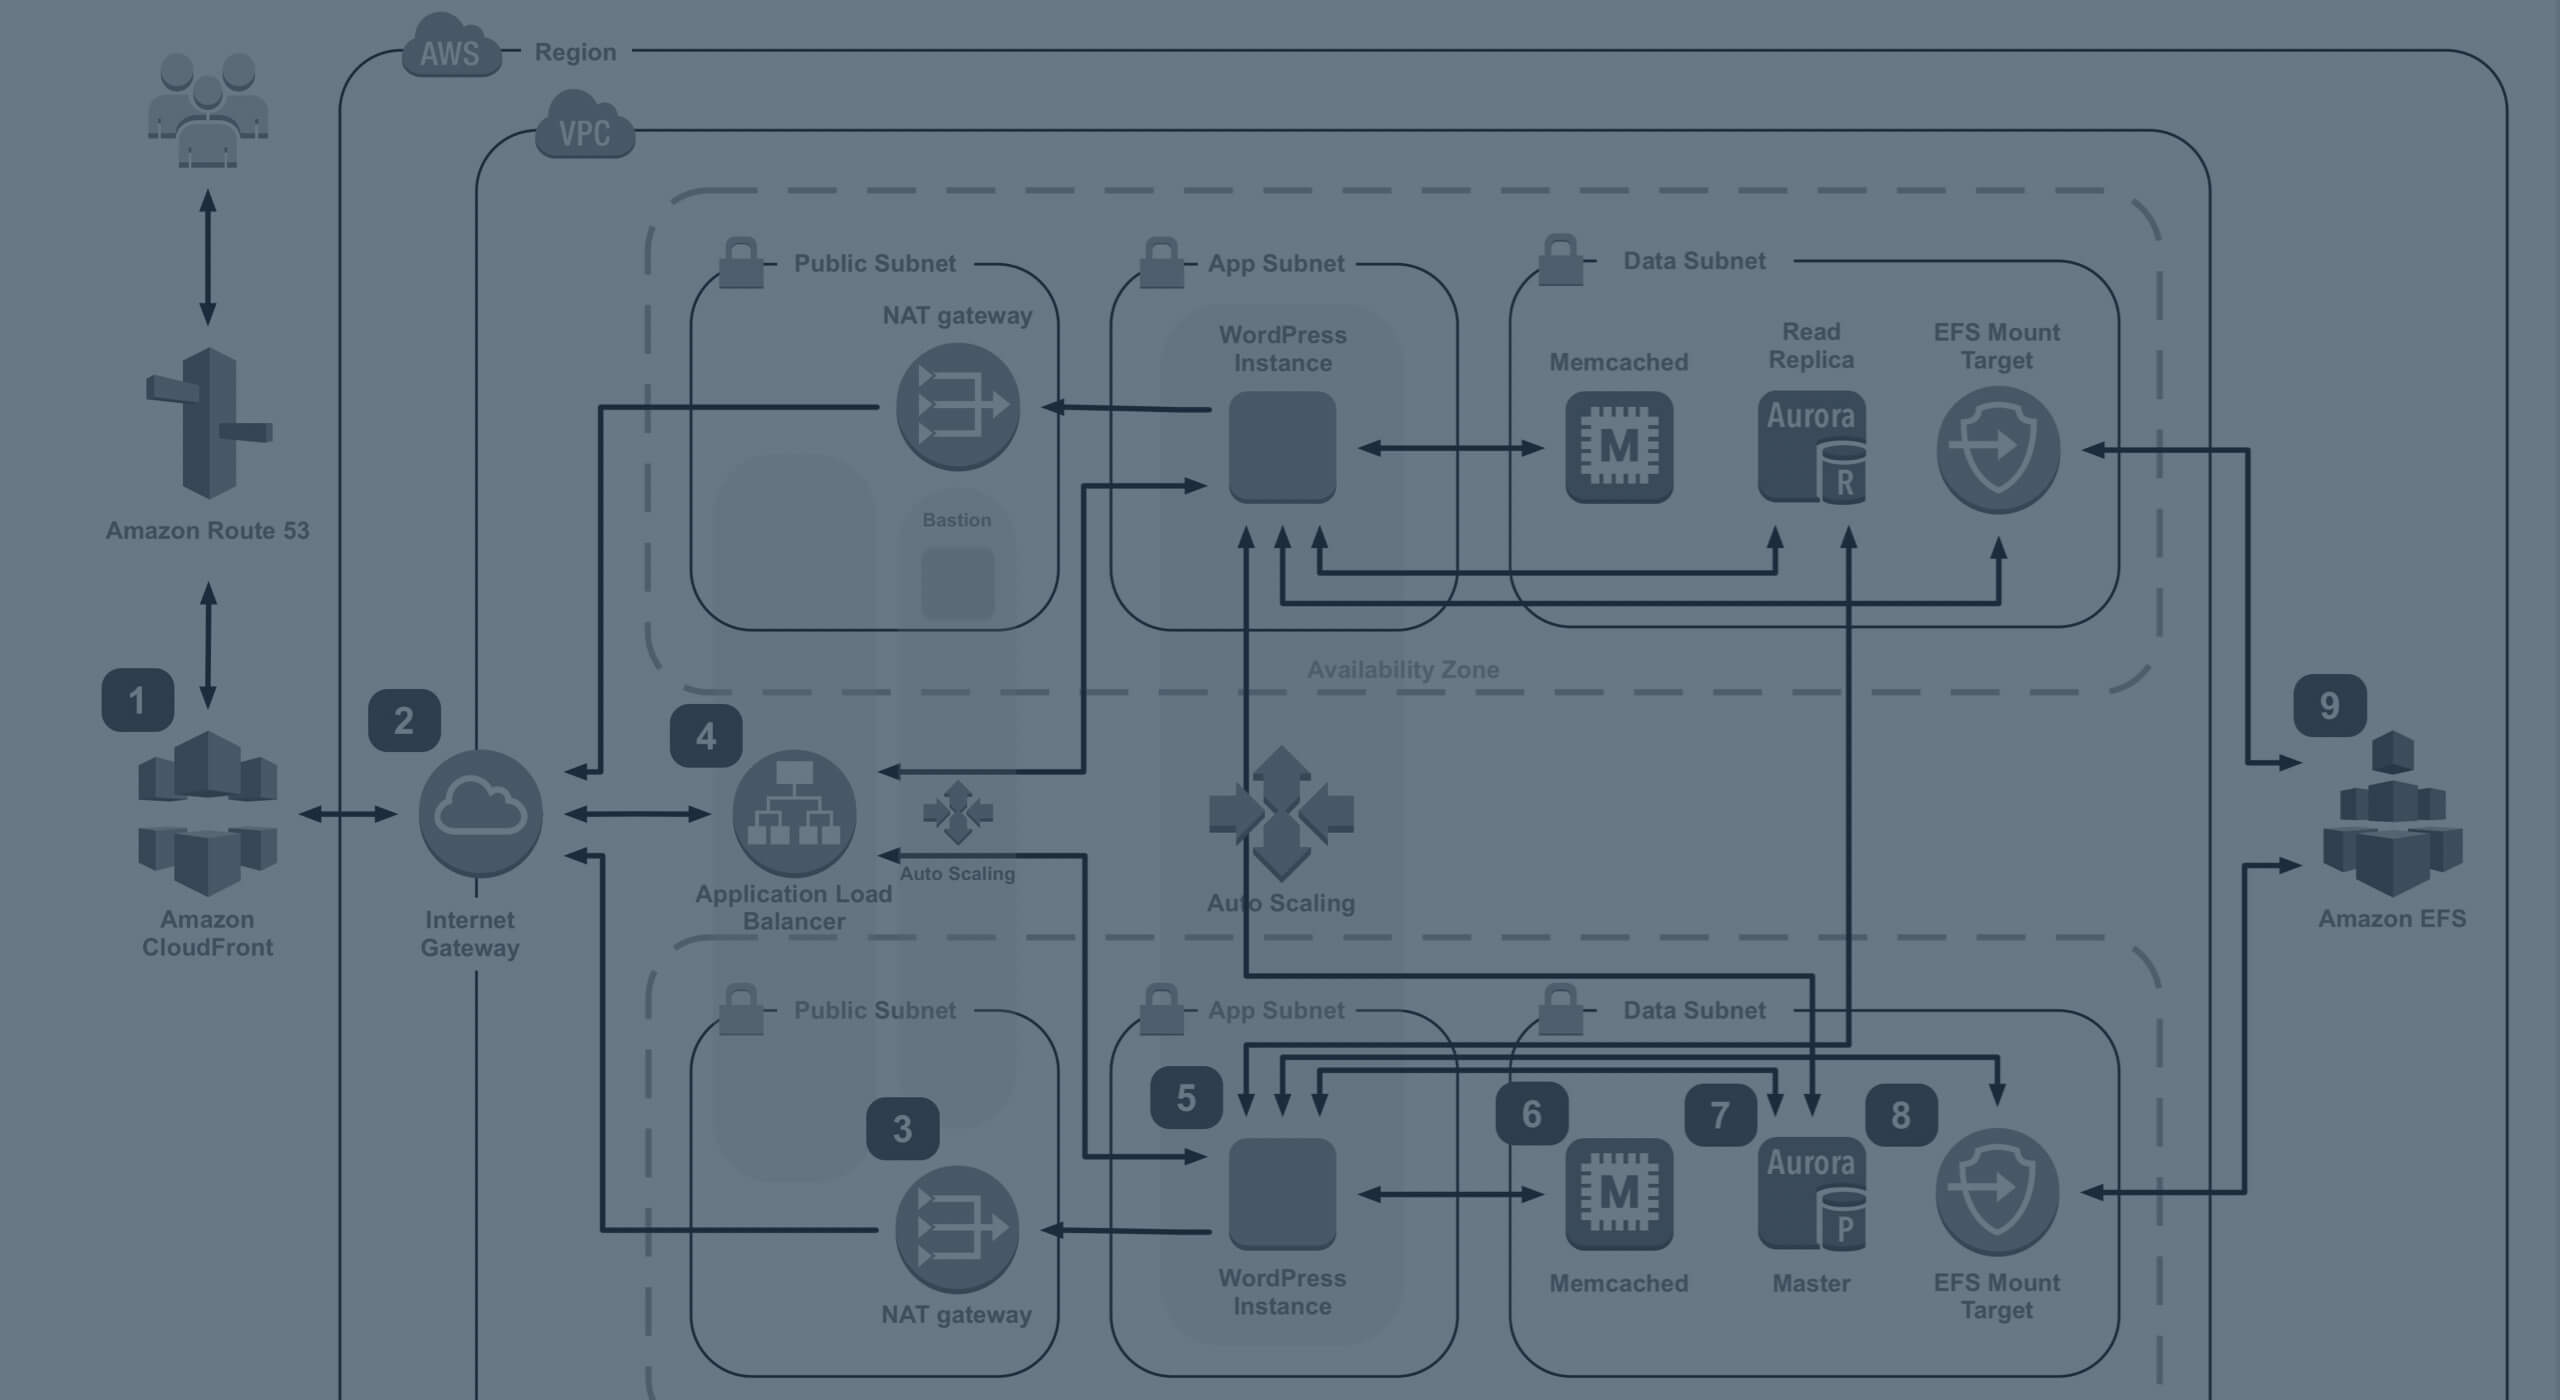 AWS
Region
VPC
Public Subnet
App Subnet
Data Subnet
NAT gateway
WordPress
Instance
Memcached
M
Read
Replica
Aurora
R
EFS Mount
Target
Bastion
Amazon Route 53
Availability Zone
1
2
4
9
Amazon
CloudFront
Internet
Gateway
Application Load
Balancer
Auto Scaling
Auto Scaling
Amazon EFS
Public Subnet
App Subnet
Data Subnet
3
5
6
7
8
NAT gateway
WordPress
Instance
M
Memcached
Aurora
P
Master
EFS Mount
Target